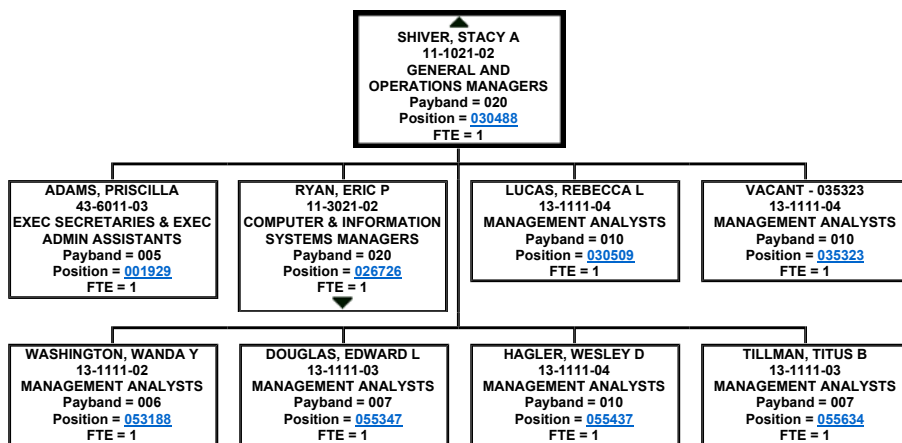 SHIVER, STACY A
11-1021-02
GENERAL AND
OPERATIONS MANAGERS
Payband = 020
Position = 030488
FTE = 1
ADAMS, PRISCILLA
43-6011-03
EXEC SECRETARIES & EXEC
ADMIN ASSISTANTS
Payband = 005
Position = 001929
FTE = 1
RYAN, ERIC P
11-3021-02
COMPUTER & INFORMATION
SYSTEMS MANAGERS
Payband = 020
Position = 026726
FTE = 1
LUCAS, REBECCA L
13-1111-04
MANAGEMENT ANALYSTS
Payband = 010
Position = 030509
FTE = 1
VACANT - 035323
13-1111-04
MANAGEMENT ANALYSTS
Payband = 010
Position = 035323
FTE = 1
WASHINGTON, WANDA Y
13-1111-02
MANAGEMENT ANALYSTS
Payband = 006
Position = 053188
FTE = 1
DOUGLAS, EDWARD L
13-1111-03
MANAGEMENT ANALYSTS
Payband = 007
Position = 055347
FTE = 1
HAGLER, WESLEY D
13-1111-04
MANAGEMENT ANALYSTS
Payband = 010
Position = 055437
FTE = 1
TILLMAN, TITUS B
13-1111-03
MANAGEMENT ANALYSTS
Payband = 007
Position = 055634
FTE = 1